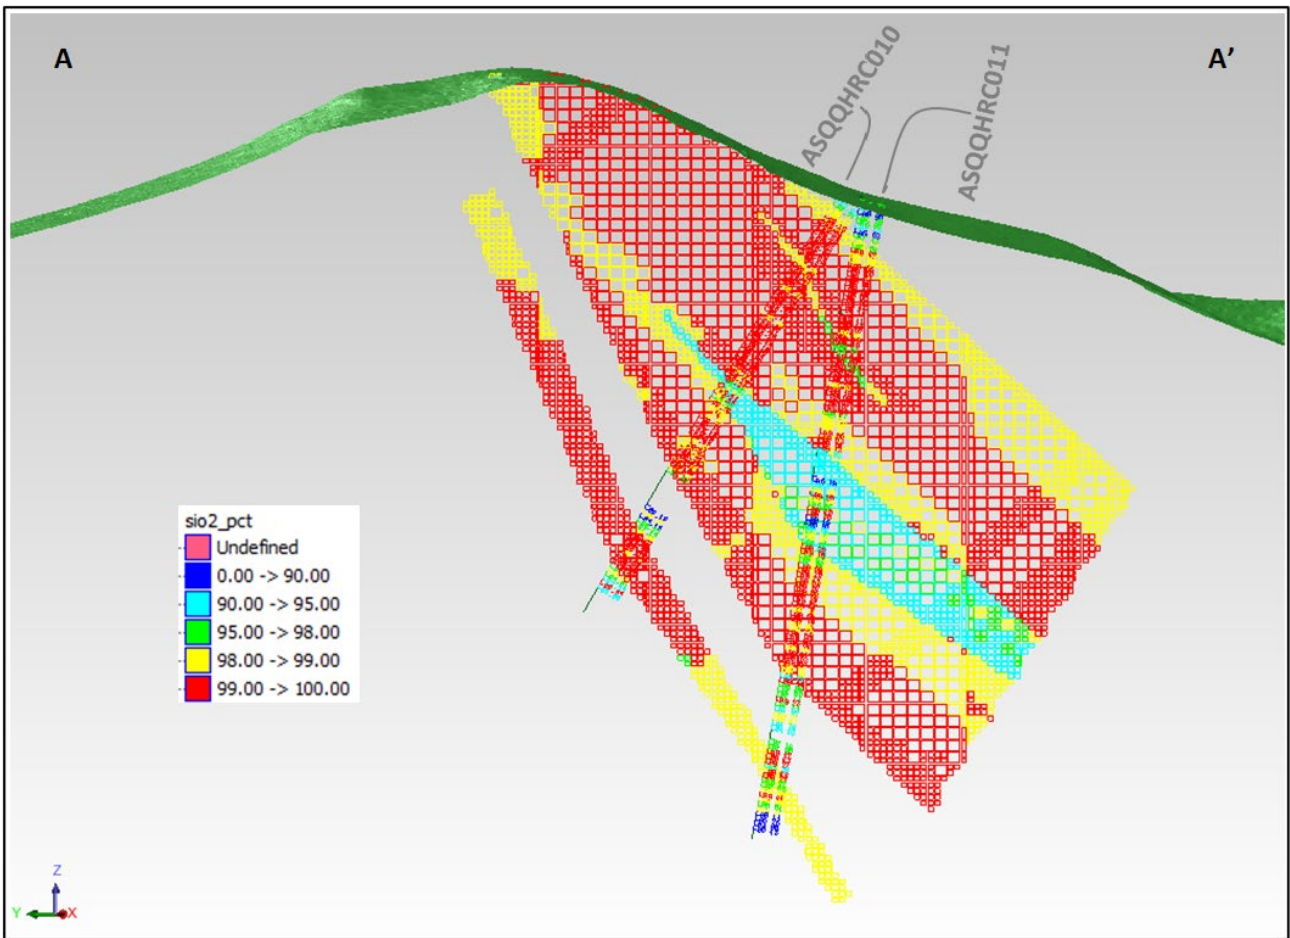 A
A'
ASQQHRC010
ASQQHRC011
sio2_pct
Undefined
0.00 -> 90.00
90.00 -> 95.00
95.00 -> 98.00
98.00 -> 99.00
99.00 -> 100.00
Z
Y
X